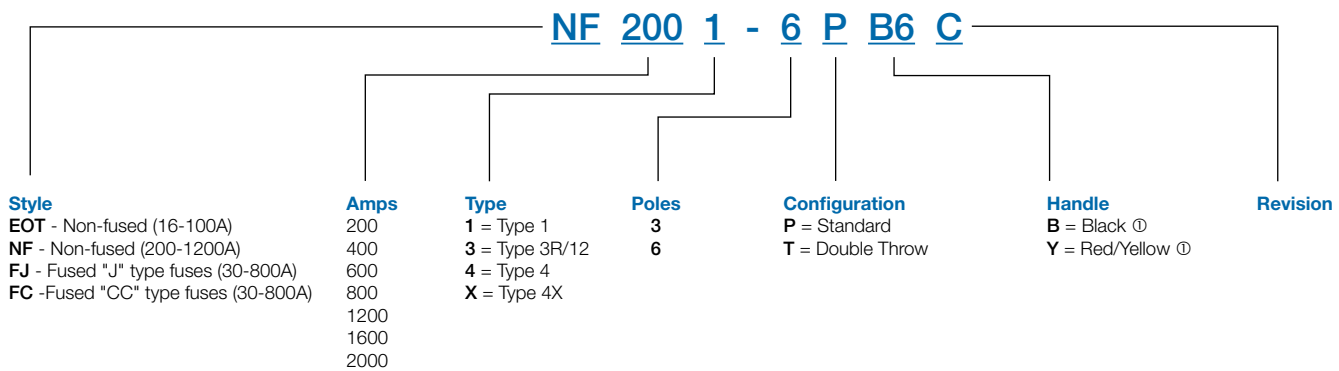 NF 200 1 - 6 P B6 C
Style
EOT - Non-fused (16-100A)
NF - Non-fused (200-1200A)
FJ - Fused "J" type fuses (30-800A)
FC -Fused "CC" type fuses (30-800A)
Amps
200
400
600
800
1200
1600
2000
Type
1 = Type 1
3 = Type 3R/12
4 = Type 4
X = Type 4X
Poles
3
6
Configuration
P = Standard
T = Double Throw
Handle
B = Black ①
Y = Red/Yellow ①
Revision